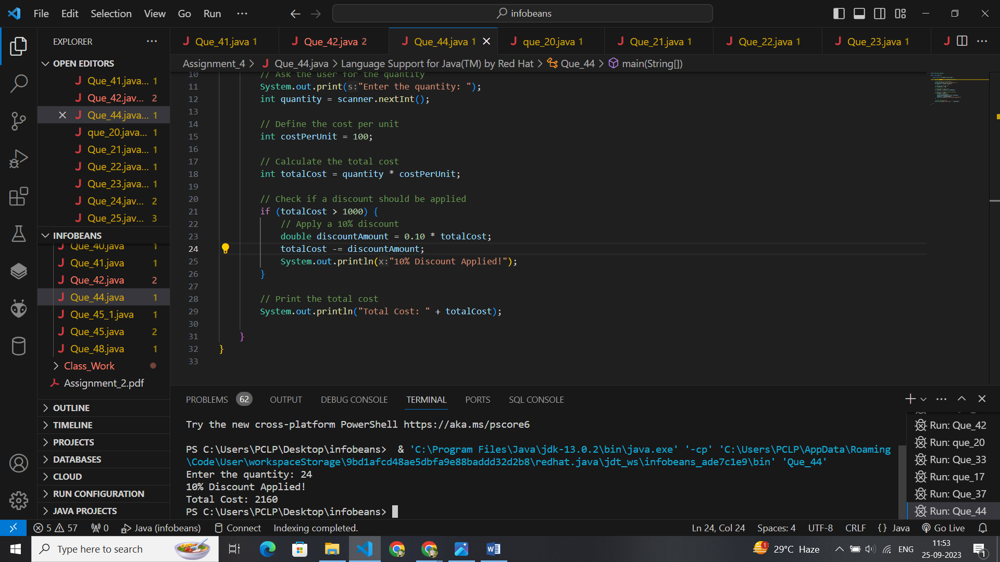 File Edit Selection View Go Run ··· infobeans
EXPLORER ···
OPEN EDITORS
Que_41.java... 1
Que_42.jav... 2
Que_44.java... 1
que_20.java... 1
Que_21.java... 1
Que_22.java... 1
Que_23.java... 1
Que_24.jav... 2
Que_25.jav... 3
INFOBEANS
Que_40.java 1
Que_41.java 1
Que_42.java 2
Que_44.java 1
Que_45_1.java 1
Que_45.java 2
Que_48.java 1
Class_Work
Assignment_2.pdf
OUTLINE
TIMELINE
PROJECTS
DATABASES
CLOUD
RUN CONFIGURATION
JAVA PROJECTS
Que_41.java 1 Que_42.java 2 Que_44.java 1 que_20.java 1 Que_21.java 1 Que_22.java 1 Que_23.java 1
Assignment_4 > Que_44.java > Language Support for Java(TM) by Red Hat > Que_44 > main(String[])
10 // Ask the user for the quantity
11 System.out.print(s:"Enter the quantity: ");
12 int quantity = scanner.nextInt();
13
14 // Define the cost per unit
15 int costPerUnit = 100;
16
17 // Calculate the total cost
18 int totalCost = quantity * costPerUnit;
19
20 // Check if a discount should be applied
21 if (totalCost > 1000) {
22 // Apply a 10% discount
23 double discountAmount = 0.10 * totalCost;
24 totalCost -= discountAmount;
25 System.out.println(x:"10% Discount Applied!");
26 }
27
28 // Print the total cost
29 System.out.println("Total Cost: " + totalCost);
30
31 }
32 }
33
PROBLEMS 62 OUTPUT DEBUG CONSOLE TERMINAL PORTS SQL CONSOLE
Try the new cross-platform PowerShell https://aka.ms/pscore6
PS C:\Users\PCLP\Desktop\infobeans> & 'C:\Program Files\Java\jdk-13.0.2\bin\java.exe' '-cp' 'C:\Users\PCLP\AppData\Roaming
\Code\User\workspaceStorage\9bd1afcd48ae5dbfa9e88baddd32d2b8\redhat.java\jdt_ws\infobeans_ade7c1e9\bin' 'Que_44'
Enter the quantity: 24
10% Discount Applied!
Total Cost: 2160
PS C:\Users\PCLP\Desktop\infobeans>
Run: Que_42
Run: que_20
Run: Que_33
Run: que_17
Run: Que_37
Run: Que_44
5 57 0 Java (infobeans) Connect Indexing completed. Ln 24, Col 24 Spaces: 4 UTF-8 CRLF {} Java Go Live
Type here to search 1 29°C Haze ENG 11:53 1
25-09-2023